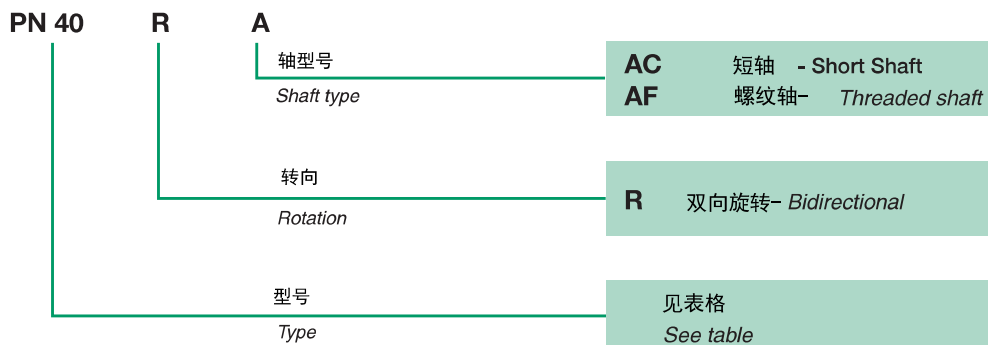 PN 40 R A
轴型号
Shaft type
AC 短轴 - Short Shaft
AF 螺纹轴- Threaded shaft
转向
Rotation
R 双向旋转- Bidirectional
型号
Type
见表格
See table